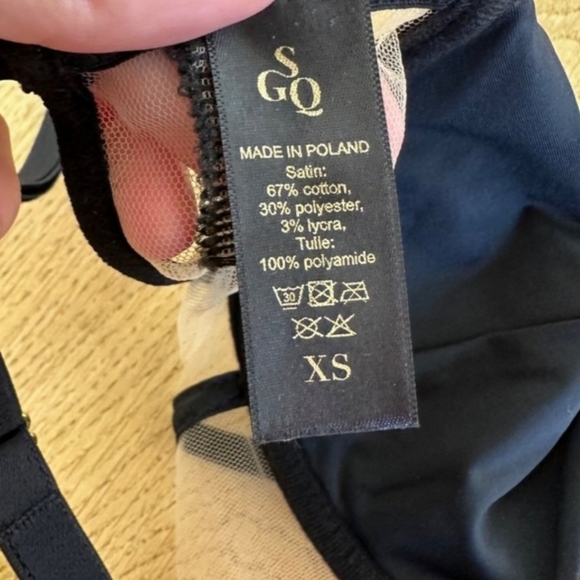 S
GQ
MADE IN POLAND
Satin:
67% cotton,
30% polyester,
3% lycra,
Tulle:
100% polyamide
30
XS